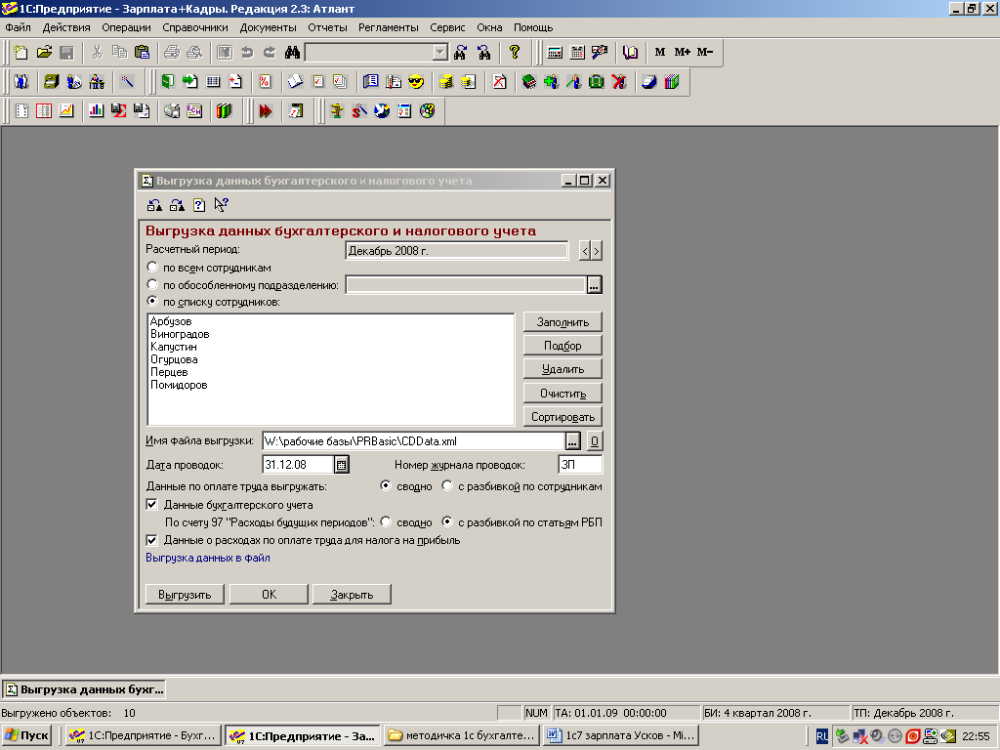 1С:Предприятие - Зарплата+Кадры. Редакция 2.3: Атлант
Файл Действия Операции Справочники Документы Отчеты Регламенты Сервис Окна Помощь
M M+ M-
Выгрузка данных бухгалтерского и налогового учета
Выгрузка данных бухгалтерского и налогового учета
Расчетный период: Декабрь 2008 г. < >
по всем сотрудникам
по обособленному подразделению: ...
по списку сотрудников:
Арбузов Заполнить
Виноградов
Капустин Подбор
Огурцова
Перцев Удалить
Помидоров
Очистить
Сортировать
Имя файла выгрузки: W:\рабочие базы\PRBasic\CDData.xml ... О
Дата проводок: 31.12.08 Номер журнала проводок: ЗП
Данные по оплате труда выгружать: сводно с разбивкой по сотрудникам
Данные бухгалтерского учета
По счету 97 "Расходы будущих периодов": сводно с разбивкой по статьям РБП
Данные о расходах по оплате труда для налога на прибыль
Выгрузка данных в файл
Выгрузить ОК Закрыть
Выгрузка данных бухг...
Выгружено объектов: 10 NUM ТА: 01.01.09 00:00:00 БИ: 4 квартал 2008 г. ТП: Декабрь 2008 г.
Пуск 1С:Предприятие - Бухг... 1С:Предприятие - За... методичка 1с бухгалте... 1с7 зарплата Усков - Mi... RL 22:55